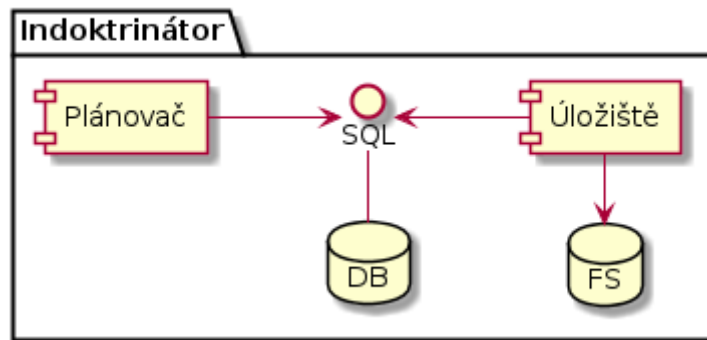 Indoktrinátor
Plánovač
SQL
Úložiště
DB
FS